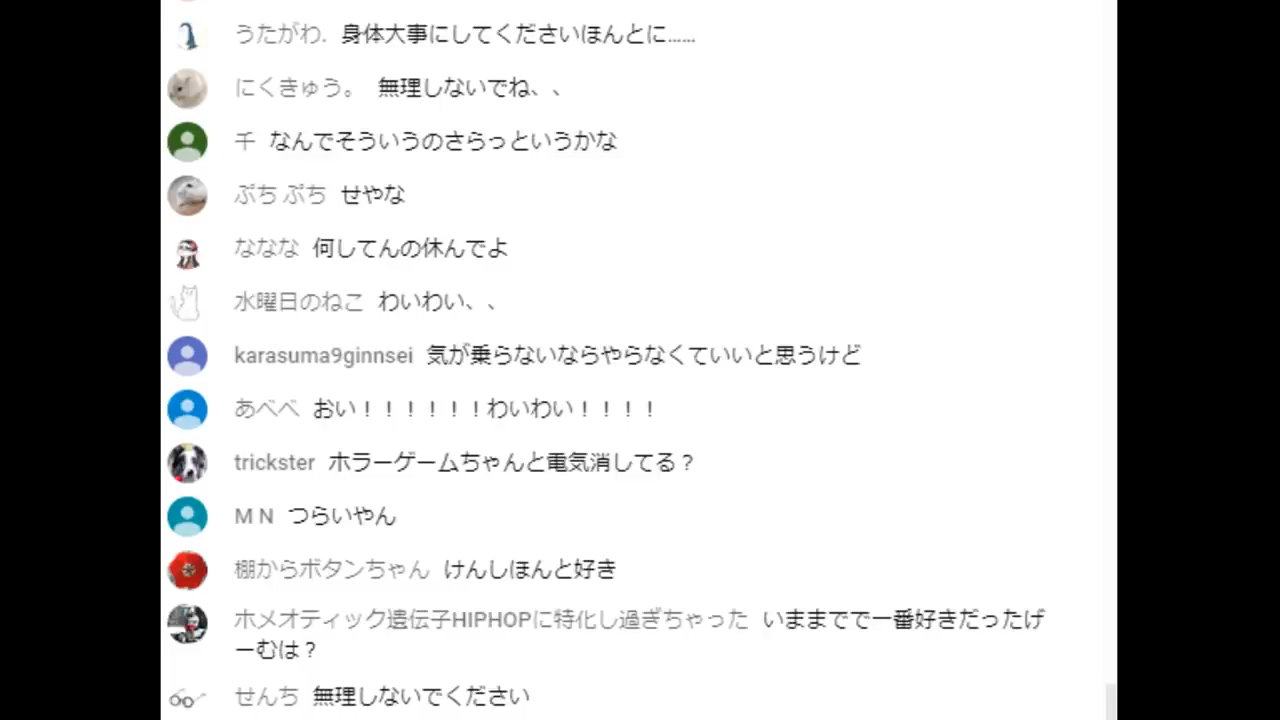 うたがわ. 身体大事にしてくださいほんとに……
にくきゅう。 無理しないでね、、
千 なんでそういうのさらっというかな
ぷち ぷち せやな
ななな 何してんの休んでよ
水曜日のねこ わいわい、、
karasuma9ginnsei 気が乗らないならやらなくていいと思うけど
あべべ おい！！！！！！わいわい！！！！
trickster ホラーゲームちゃんと電気消してる？
M N つらいやん
棚からボタンちゃん けんしほんと好き
ホメオティック遺伝子HIPHOPに特化し過ぎちゃった いままでで一番好きだったげ
ーむは？
せんち 無理しないでください